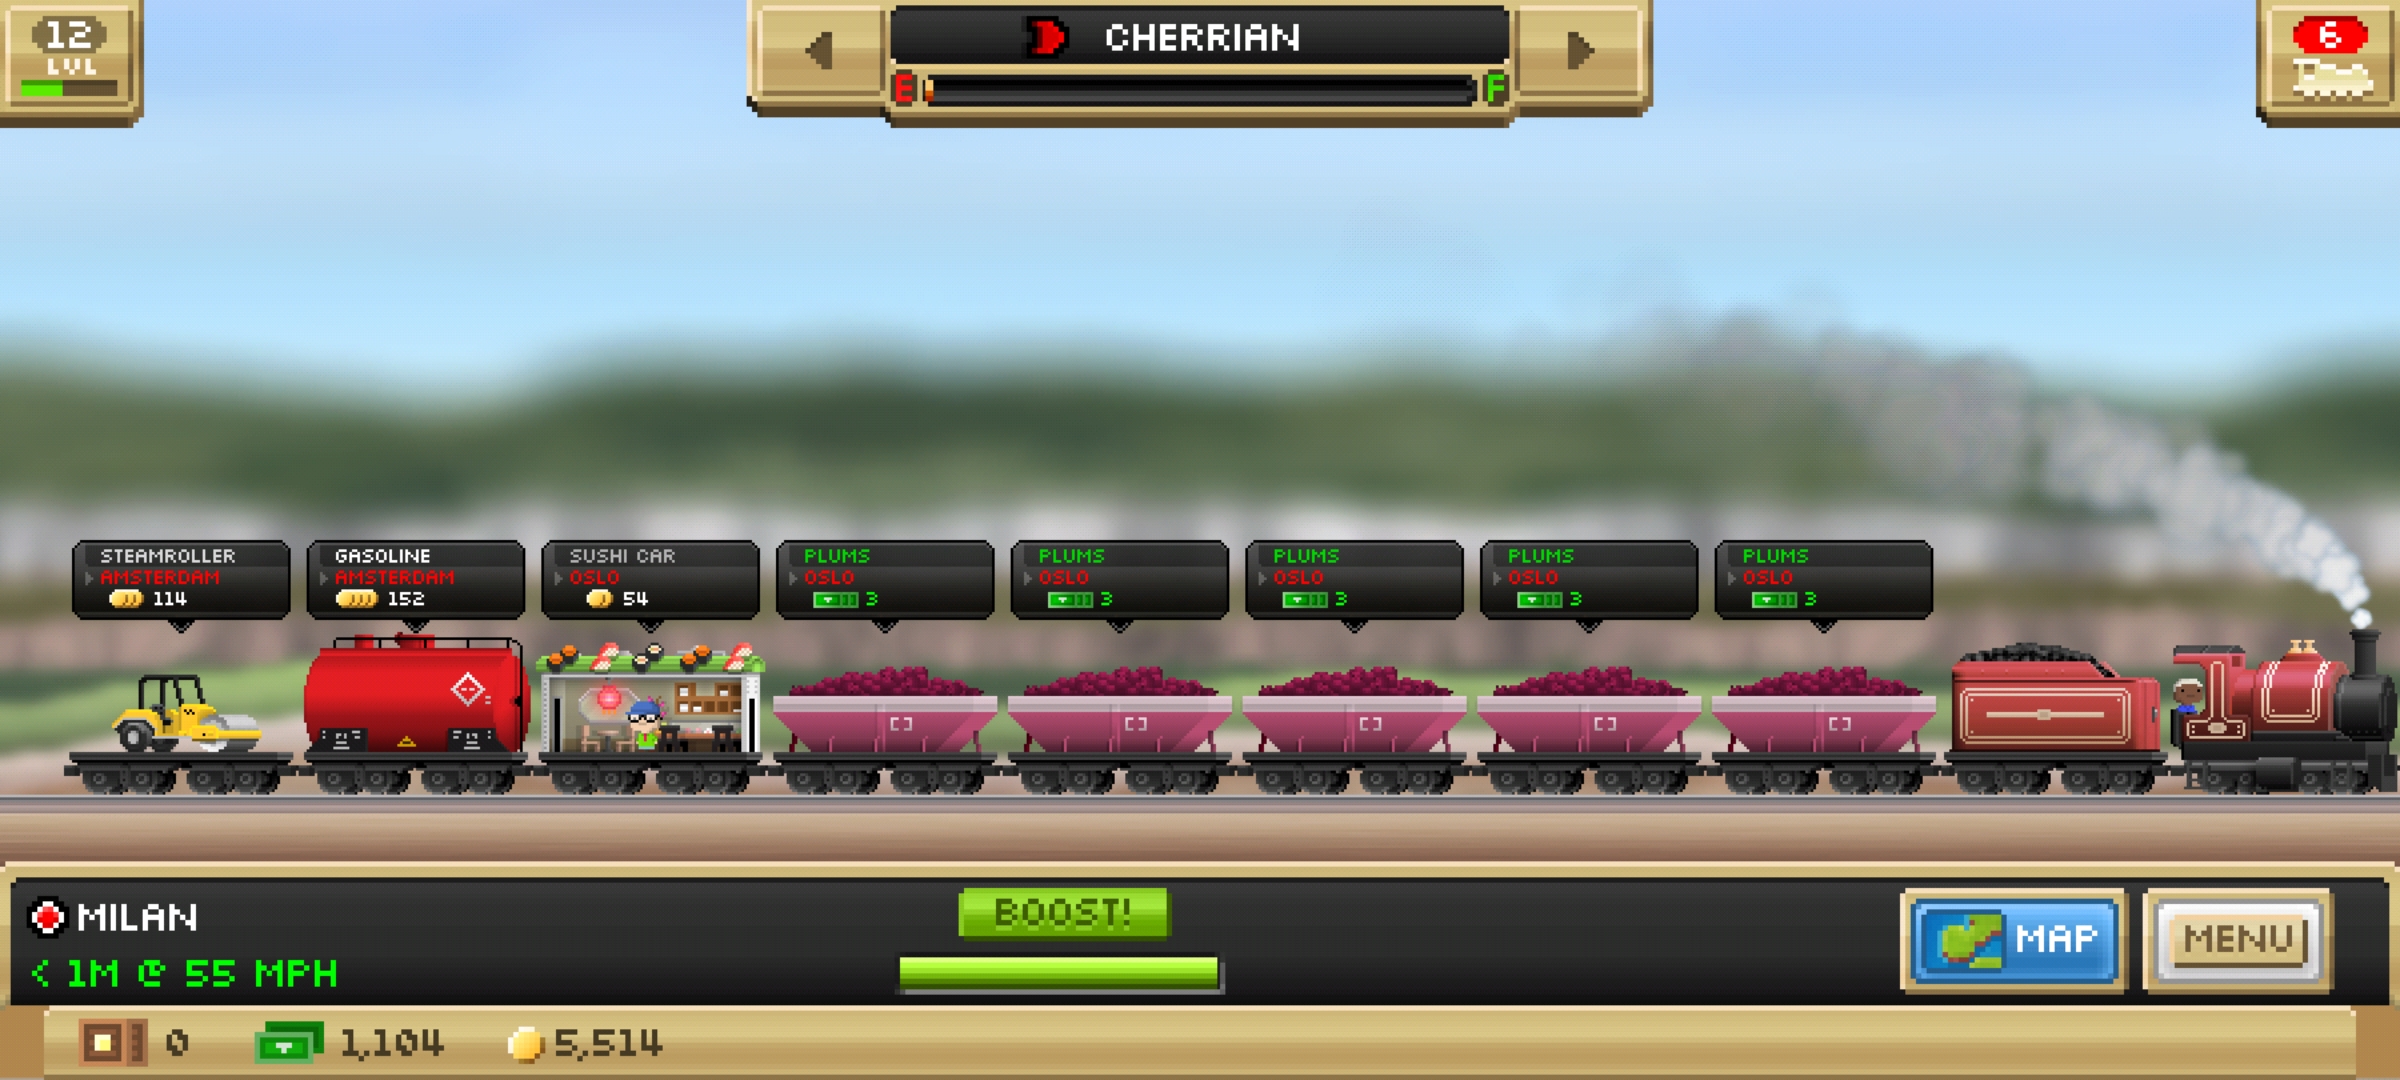 12
LVL
CHERRIAN
E F
6
STEAMROLLER
AMSTERDAM
114
GASOLINE
AMSTERDAM
152
SUSHI CAR
OSLO
54
PLUMS
OSLO
3
PLUMS
OSLO
3
PLUMS
OSLO
3
PLUMS
OSLO
3
PLUMS
OSLO
3
MILAN
< 1M @ 55 MPH
BOOST!
MAP
MENU
0
1,104
5,514